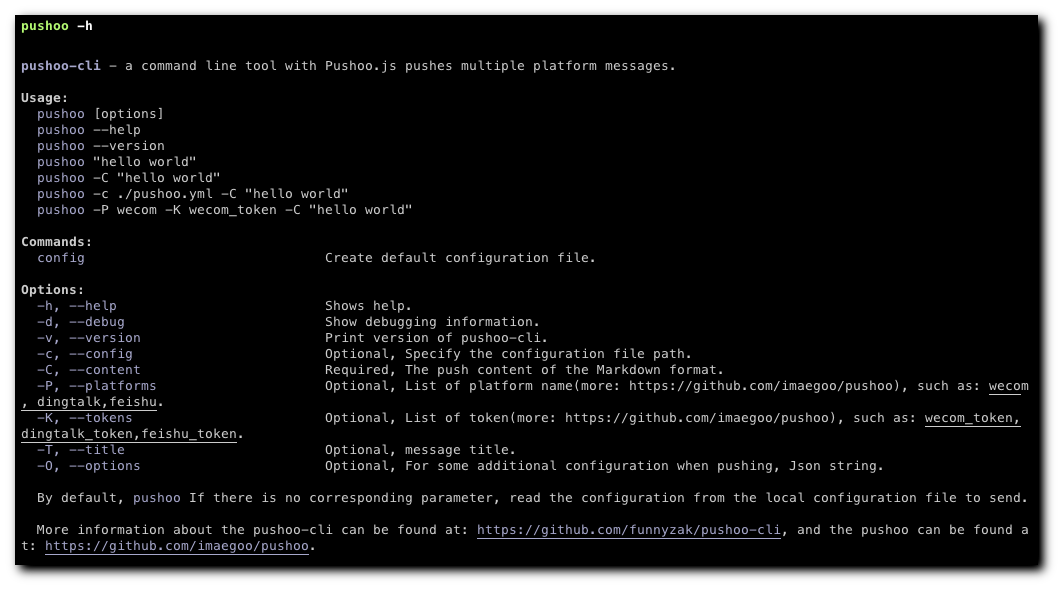 pushoo -h
pushoo-cli - a command line tool with Pushoo.js pushes multiple platform messages.
Usage:
pushoo [options]
pushoo --help
pushoo --version
pushoo "hello world"
pushoo -C "hello world"
pushoo -c ./pushoo.yml -C "hello world"
pushoo -P wecom -K wecom_token -C "hello world"
Commands:
config Create default configuration file.
Options:
-h, --help Shows help.
-d, --debug Show debugging information.
-v, --version Print version of pushoo-cli.
-c, --config Optional, Specify the configuration file path.
-C, --content Required, The push content of the Markdown format.
-P, --platforms Optional, List of platform name(more: https://github.com/imaegoo/pushoo), such as: wecom
, dingtalk,feishu.
-K, --tokens Optional, List of token(more: https://github.com/imaegoo/pushoo), such as: wecom_token,
dingtalk_token,feishu_token.
-T, --title Optional, message title.
-O, --options Optional, For some additional configuration when pushing, Json string.
By default, pushoo If there is no corresponding parameter, read the configuration from the local configuration file to send.
More information about the pushoo-cli can be found at: https://github.com/funnyzak/pushoo-cli, and the pushoo can be found a
t: https://github.com/imaegoo/pushoo.